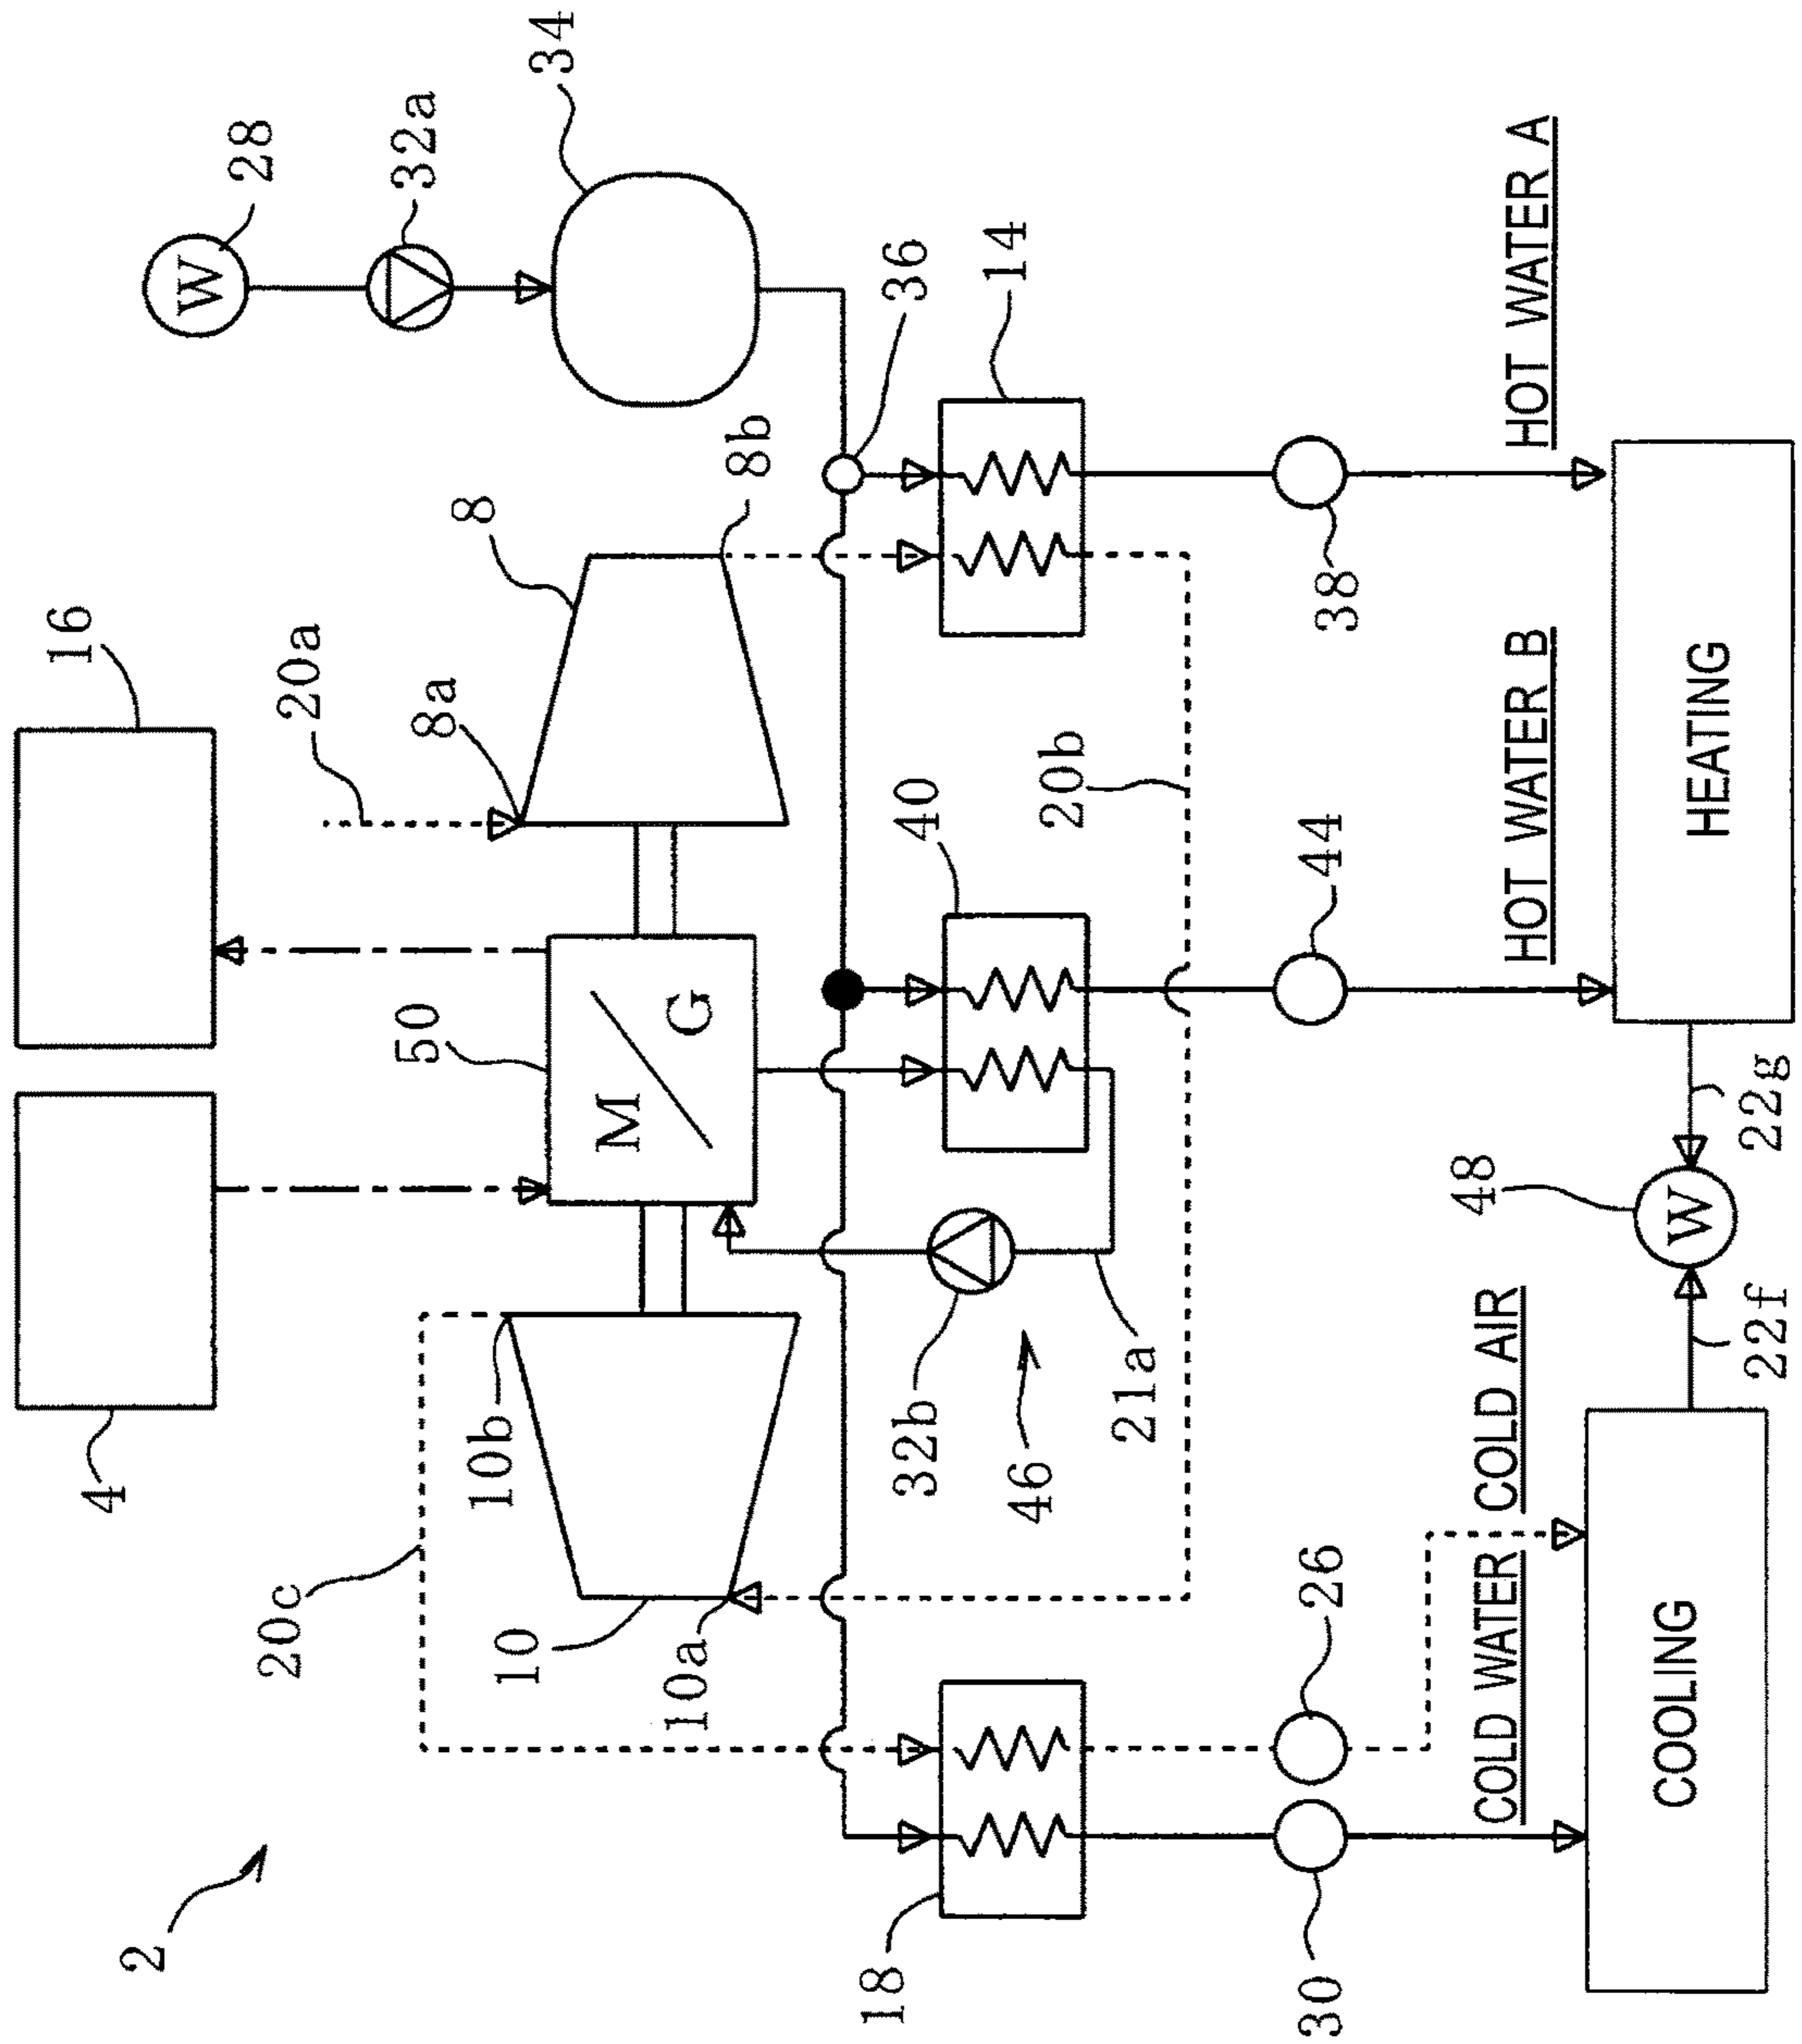 4
16
2
28
W
20c
20a
32a
50
8a
8
10b
10
34
M
G
10a
8b
18
32b
40
36
14
46
20b
21a
30
26
44
38
COLD WATER
COLD AIR
HOT WATER B
HOT WATER A
48
COOLING
W
HEATING
22f
22g